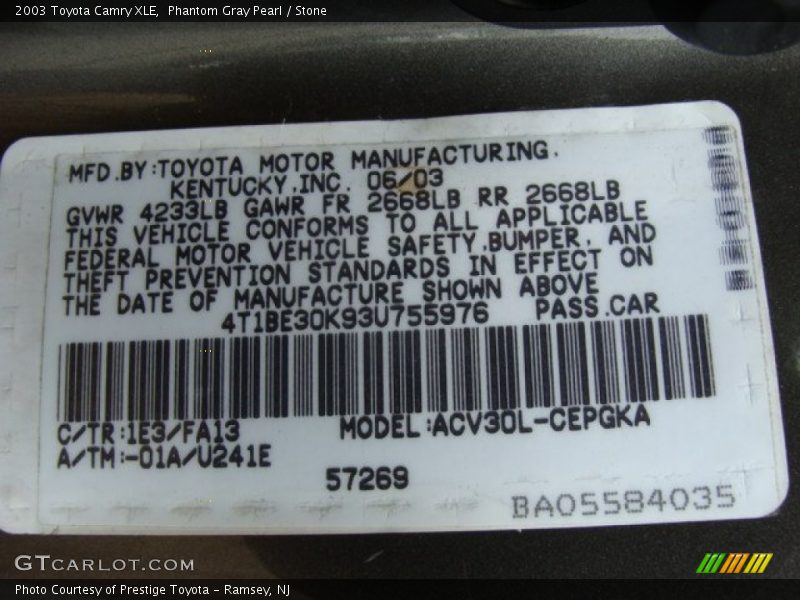 2003 Toyota Camry XLE,  Phantom Gray Pearl / Stone
MFD.BY:TOYOTA MOTOR MANUFACTURING.
KENTUCKY,INC. 06/03
GVWR 4233LB GAWR FR 2668LB RR 2668LB
THIS VEHICLE CONFORMS TO ALL APPLICABLE
FEDERAL MOTOR VEHICLE SAFETY,BUMPER, AND
THEFT PREVENTION STANDARDS IN EFFECT ON
THE DATE OF MANUFACTURE SHOWN ABOVE
4T1BE30K93U755976 PASS.CAR
C/TR:1E3/FA13 MODEL:ACV30L-CEPGKA
A/TM:-01A/U241E
57269
BA05584035
GTCARLOT.COM
Photo Courtesy of Prestige Toyota - Ramsey, NJ